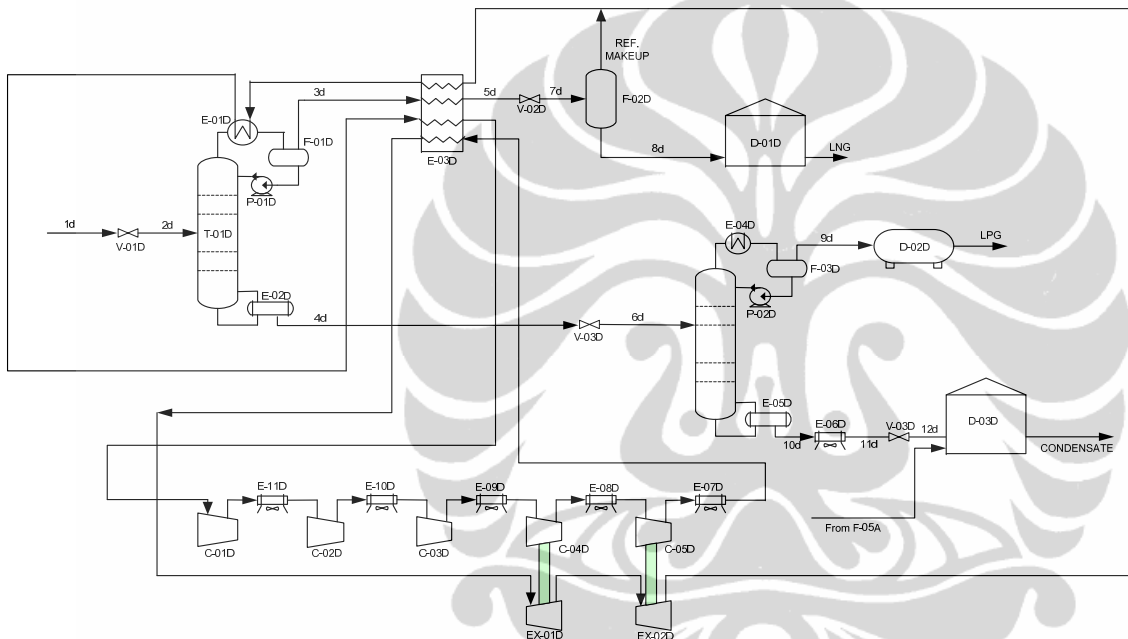 REF.
MAKEUP
3d
5d
7d
V-02D
F-02D
E-01D
F-01D
E-03D
8d
D-01D
LNG
P-01D
1d
V-01D
2d
T-01D
E-02D
4d
E-04D
9d
F-03D
D-02D
LPG
P-02D
V-03D
6d
E-05D
10d
E-06D
11d
V-03D
12d
D-03D
CONDENSATE
From F-05A
E-11D
E-10D
E-09D
E-08D
E-07D
C-01D
C-02D
C-03D
C-04D
C-05D
EX-01D
EX-02D